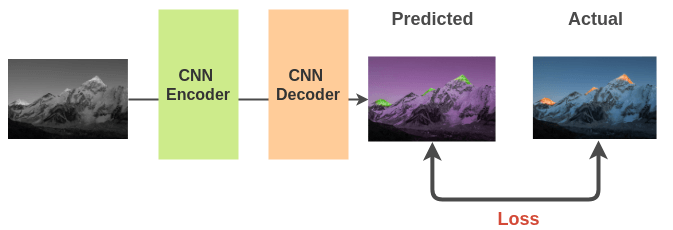 Predicted
Actual
CNN
Encoder
CNN
Decoder
Loss